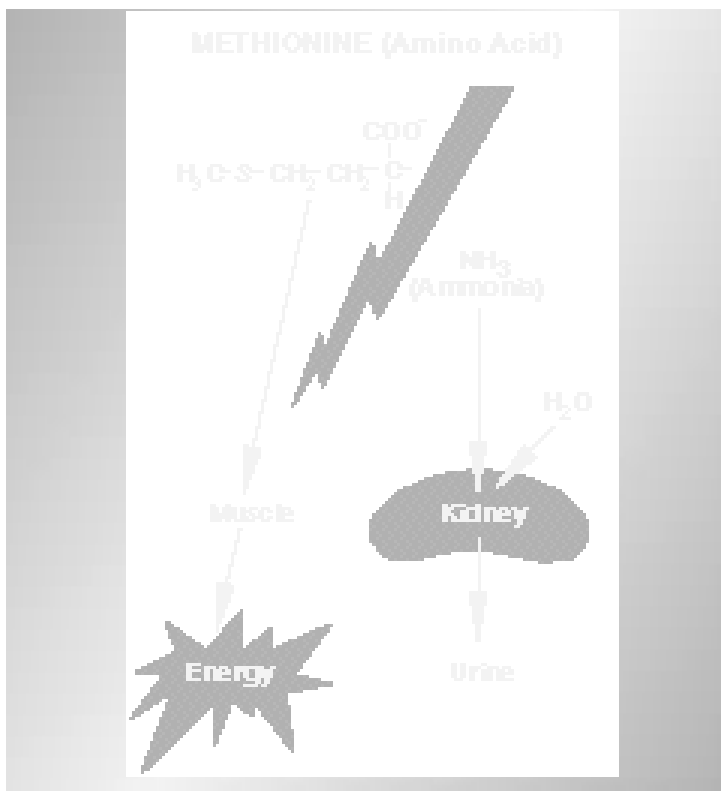 METHIONINE (Amino Acid)
COO⁻
H₃C-S-CH₂-CH₂-C-
H
NH₃
(Ammonia)
H₂O
Muscle
Kidney
Energy
Urine